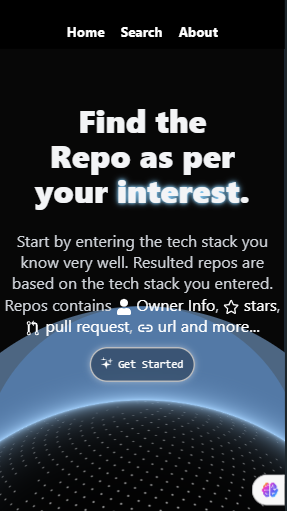 Home Search About
Find the
Repo as per
your interest.
Start by entering the tech stack you
know very well. Resulted repos are
based on the tech stack you entered.
Repos contains Owner Info, stars,
pull request, url and more...
Get Started